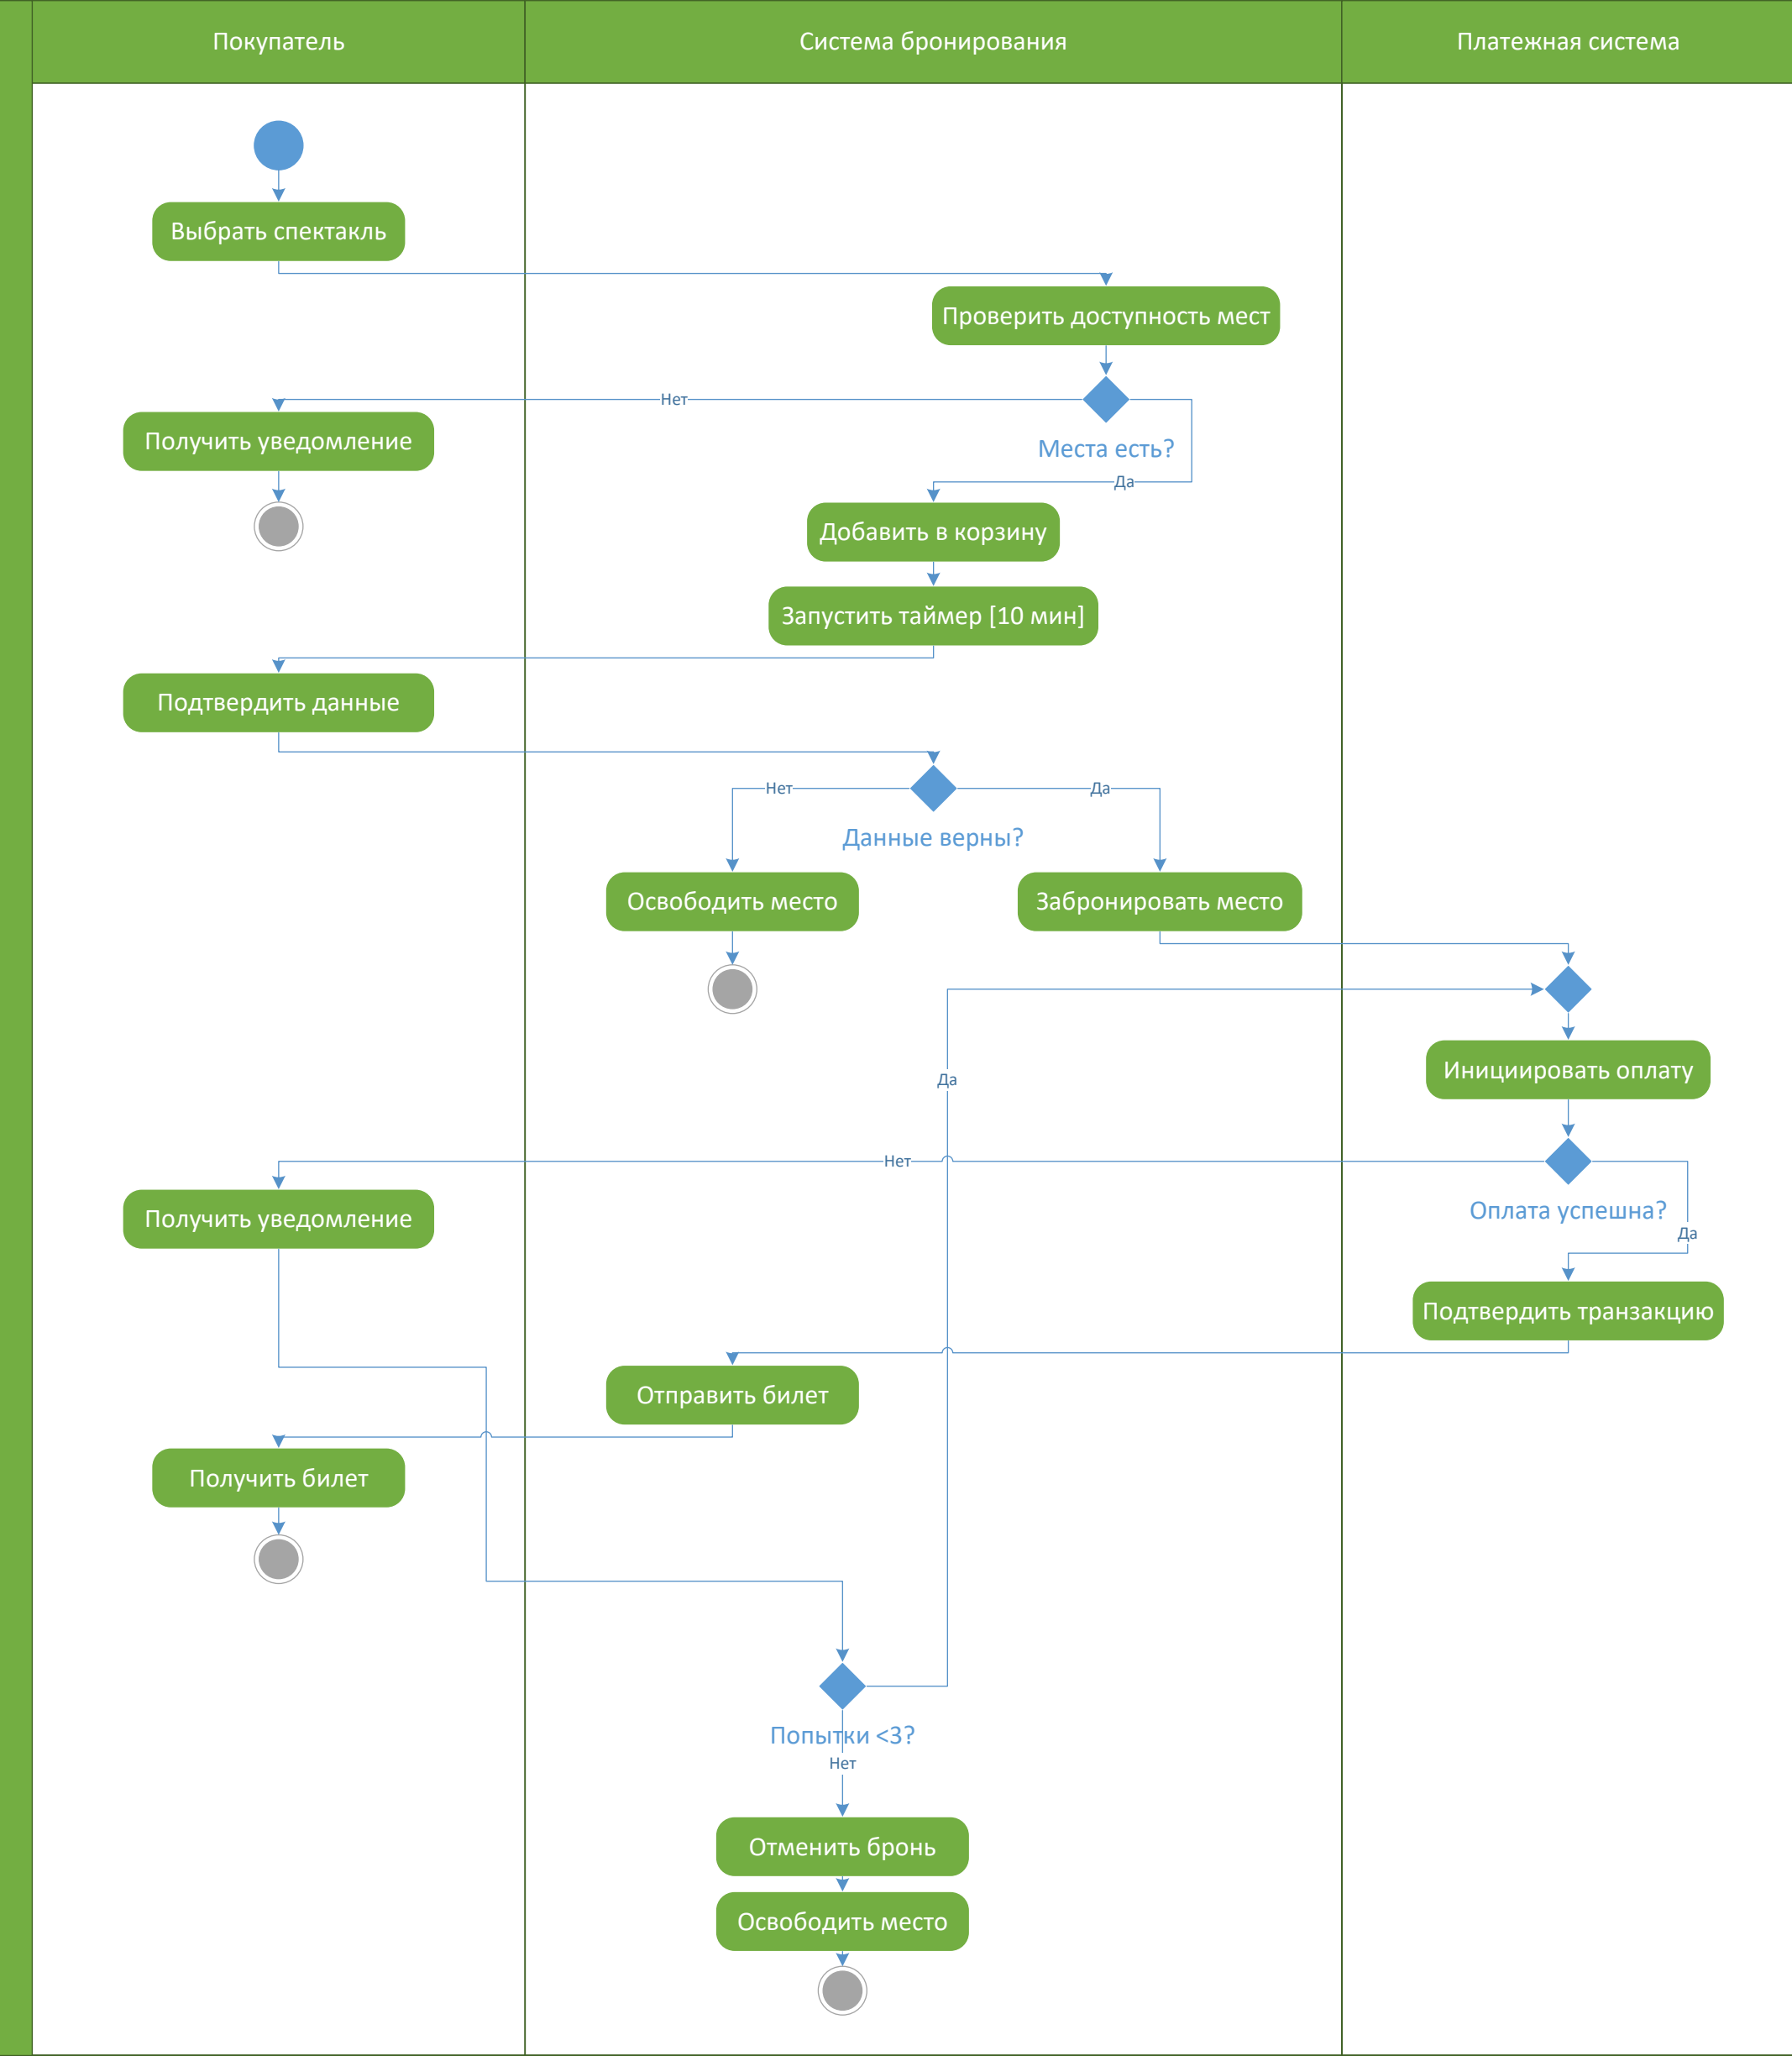 Покупатель
Система бронирования
Платежная система
Выбрать спектакль
Проверить доступность мест
Нет
Получить уведомление
Места есть?
Да
Добавить в корзину
Запустить таймер [10 мин]
Подтвердить данные
Нет
Да
Данные верны?
Освободить место
Забронировать место
Инициировать оплату
Да
Нет
Получить уведомление
Оплата успешна?
Да
Подтвердить транзакцию
Отправить билет
Получить билет
Попытки <3?
Нет
Отменить бронь
Освободить место